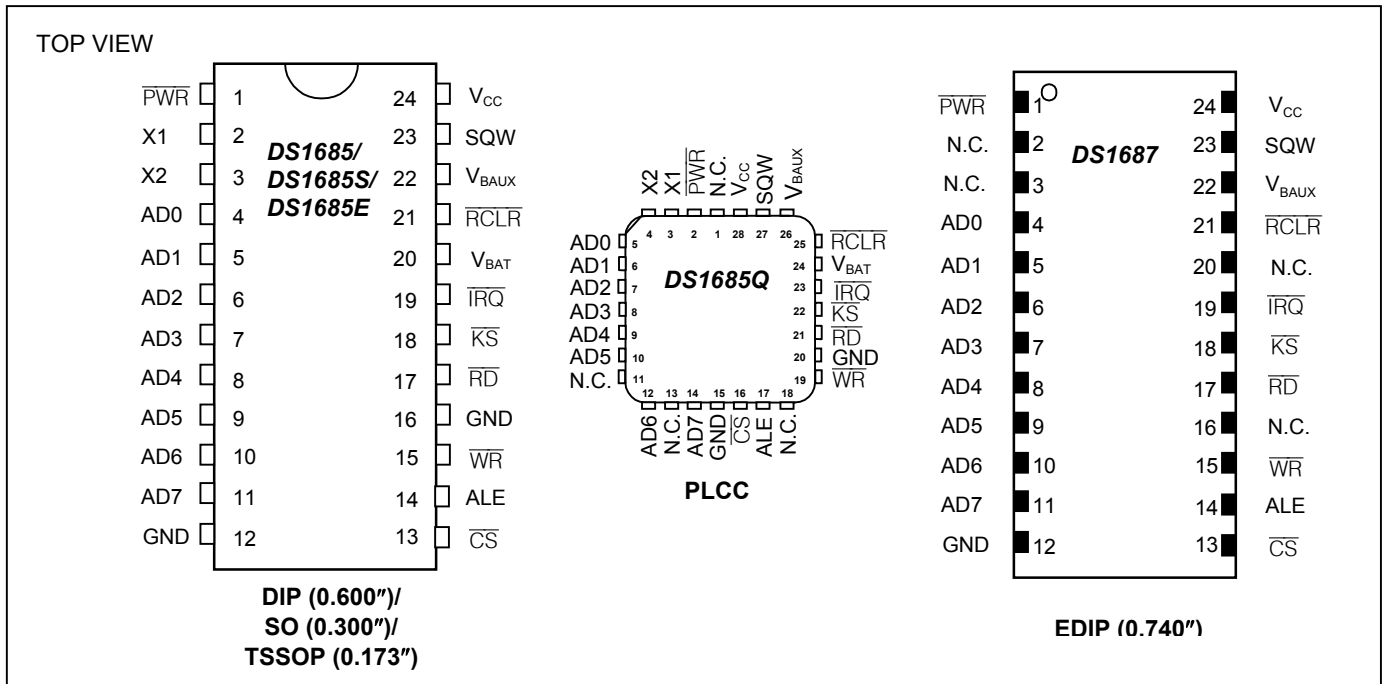 TOP VIEW
PWR 1 24 VCC
X1 2 23 SQW
X2 3 22 VBAUX
AD0 4 21 RCLR
AD1 5 20 VBAT
AD2 6 19 IRQ
AD3 7 18 KS
AD4 8 17 RD
AD5 9 16 GND
AD6 10 15 WR
AD7 11 14 ALE
GND 12 13 CS
DS1685/
DS1685S/
DS1685E
DIP (0.600″)/
SO (0.300″)/
TSSOP (0.173″)
X2 X1 PWR N.C. VCC SQW VBAUX
4 3 2 1 28 27 26
AD0 5 25 RCLR
AD1 6 24 VBAT
AD2 7 23 IRQ
AD3 8 22 KS
AD4 9 21 RD
AD5 10 20 GND
N.C. 11 19 WR
DS1685Q
12 13 14 15 16 17 18
AD6 N.C. AD7 GND CS ALE N.C.
PLCC
PWR 1 24 VCC
N.C. 2 23 SQW
N.C. 3 22 VBAUX
AD0 4 21 RCLR
AD1 5 20 N.C.
AD2 6 19 IRQ
AD3 7 18 KS
AD4 8 17 RD
AD5 9 16 N.C.
AD6 10 15 WR
AD7 11 14 ALE
GND 12 13 CS
DS1687
EDIP (0.740″)